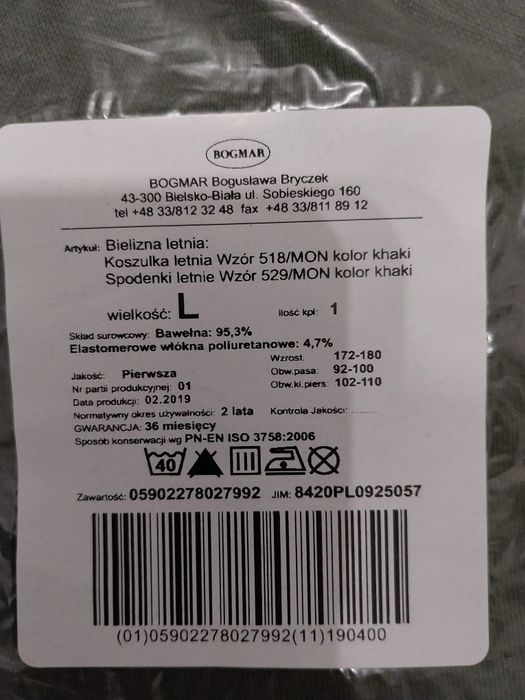 BOGMAR
BOGMAR Bogusława Bryczek
43-300 Bielsko-Biała ul. Sobieskiego 160
tel +48 33/812 32 48 fax +48 33/811 89 12
Artykuł: Bielizna letnia:
Koszulka letnia Wzór 518/MON kolor khaki
Spodenki letnie Wzór 529/MON kolor khaki
wielkość: L Ilość kpl: 1
Skład surowcowy: Bawełna: 95,3%
Elastomerowe włókna poliuretanowe: 4,7%
Wzrost: 172-180
Jakość: Pierwsza Obw.pasa: 92-100
Nr partii produkcyjnej: 01 Obw.kl.piers: 102-110
Data produkcji: 02.2019
Normatywny okres używalności: 2 lata Kontrola Jakości: ..........
GWARANCJA: 36 miesięcy
Sposób konserwacji wg PN-EN ISO 3758:2006
40
Zawartość: 05902278027992 JIM: 8420PL0925057
(01)05902278027992(11)190400